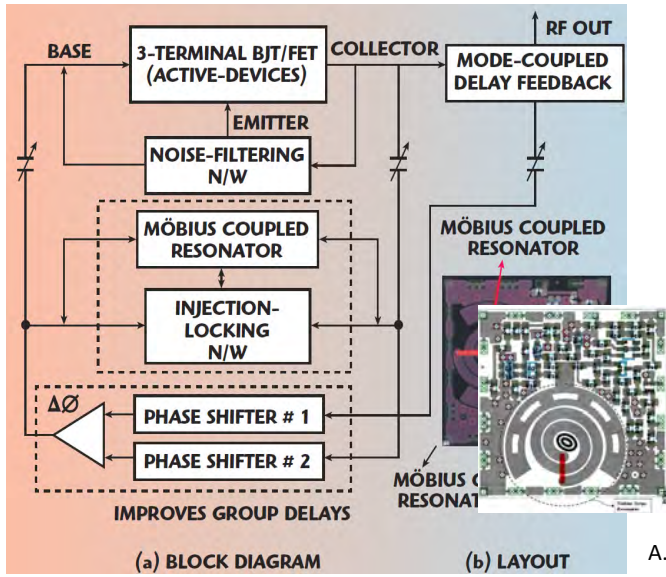 RF OUT
BASE
3-TERMINAL BJT/FET
(ACTIVE-DEVICES)
COLLECTOR
MODE-COUPLED
DELAY FEEDBACK
EMITTER
NOISE-FILTERING
N/W
MÖBIUS COUPLED
RESONATOR
MÖBIUS COUPLED
RESONATOR
INJECTION-
LOCKING
N/W
ΔØ
PHASE SHIFTER # 1
PHASE SHIFTER # 2
MÖBIUS
RESONAT
IMPROVES GROUP DELAYS
(a) BLOCK DIAGRAM
(b) LAYOUT
A.